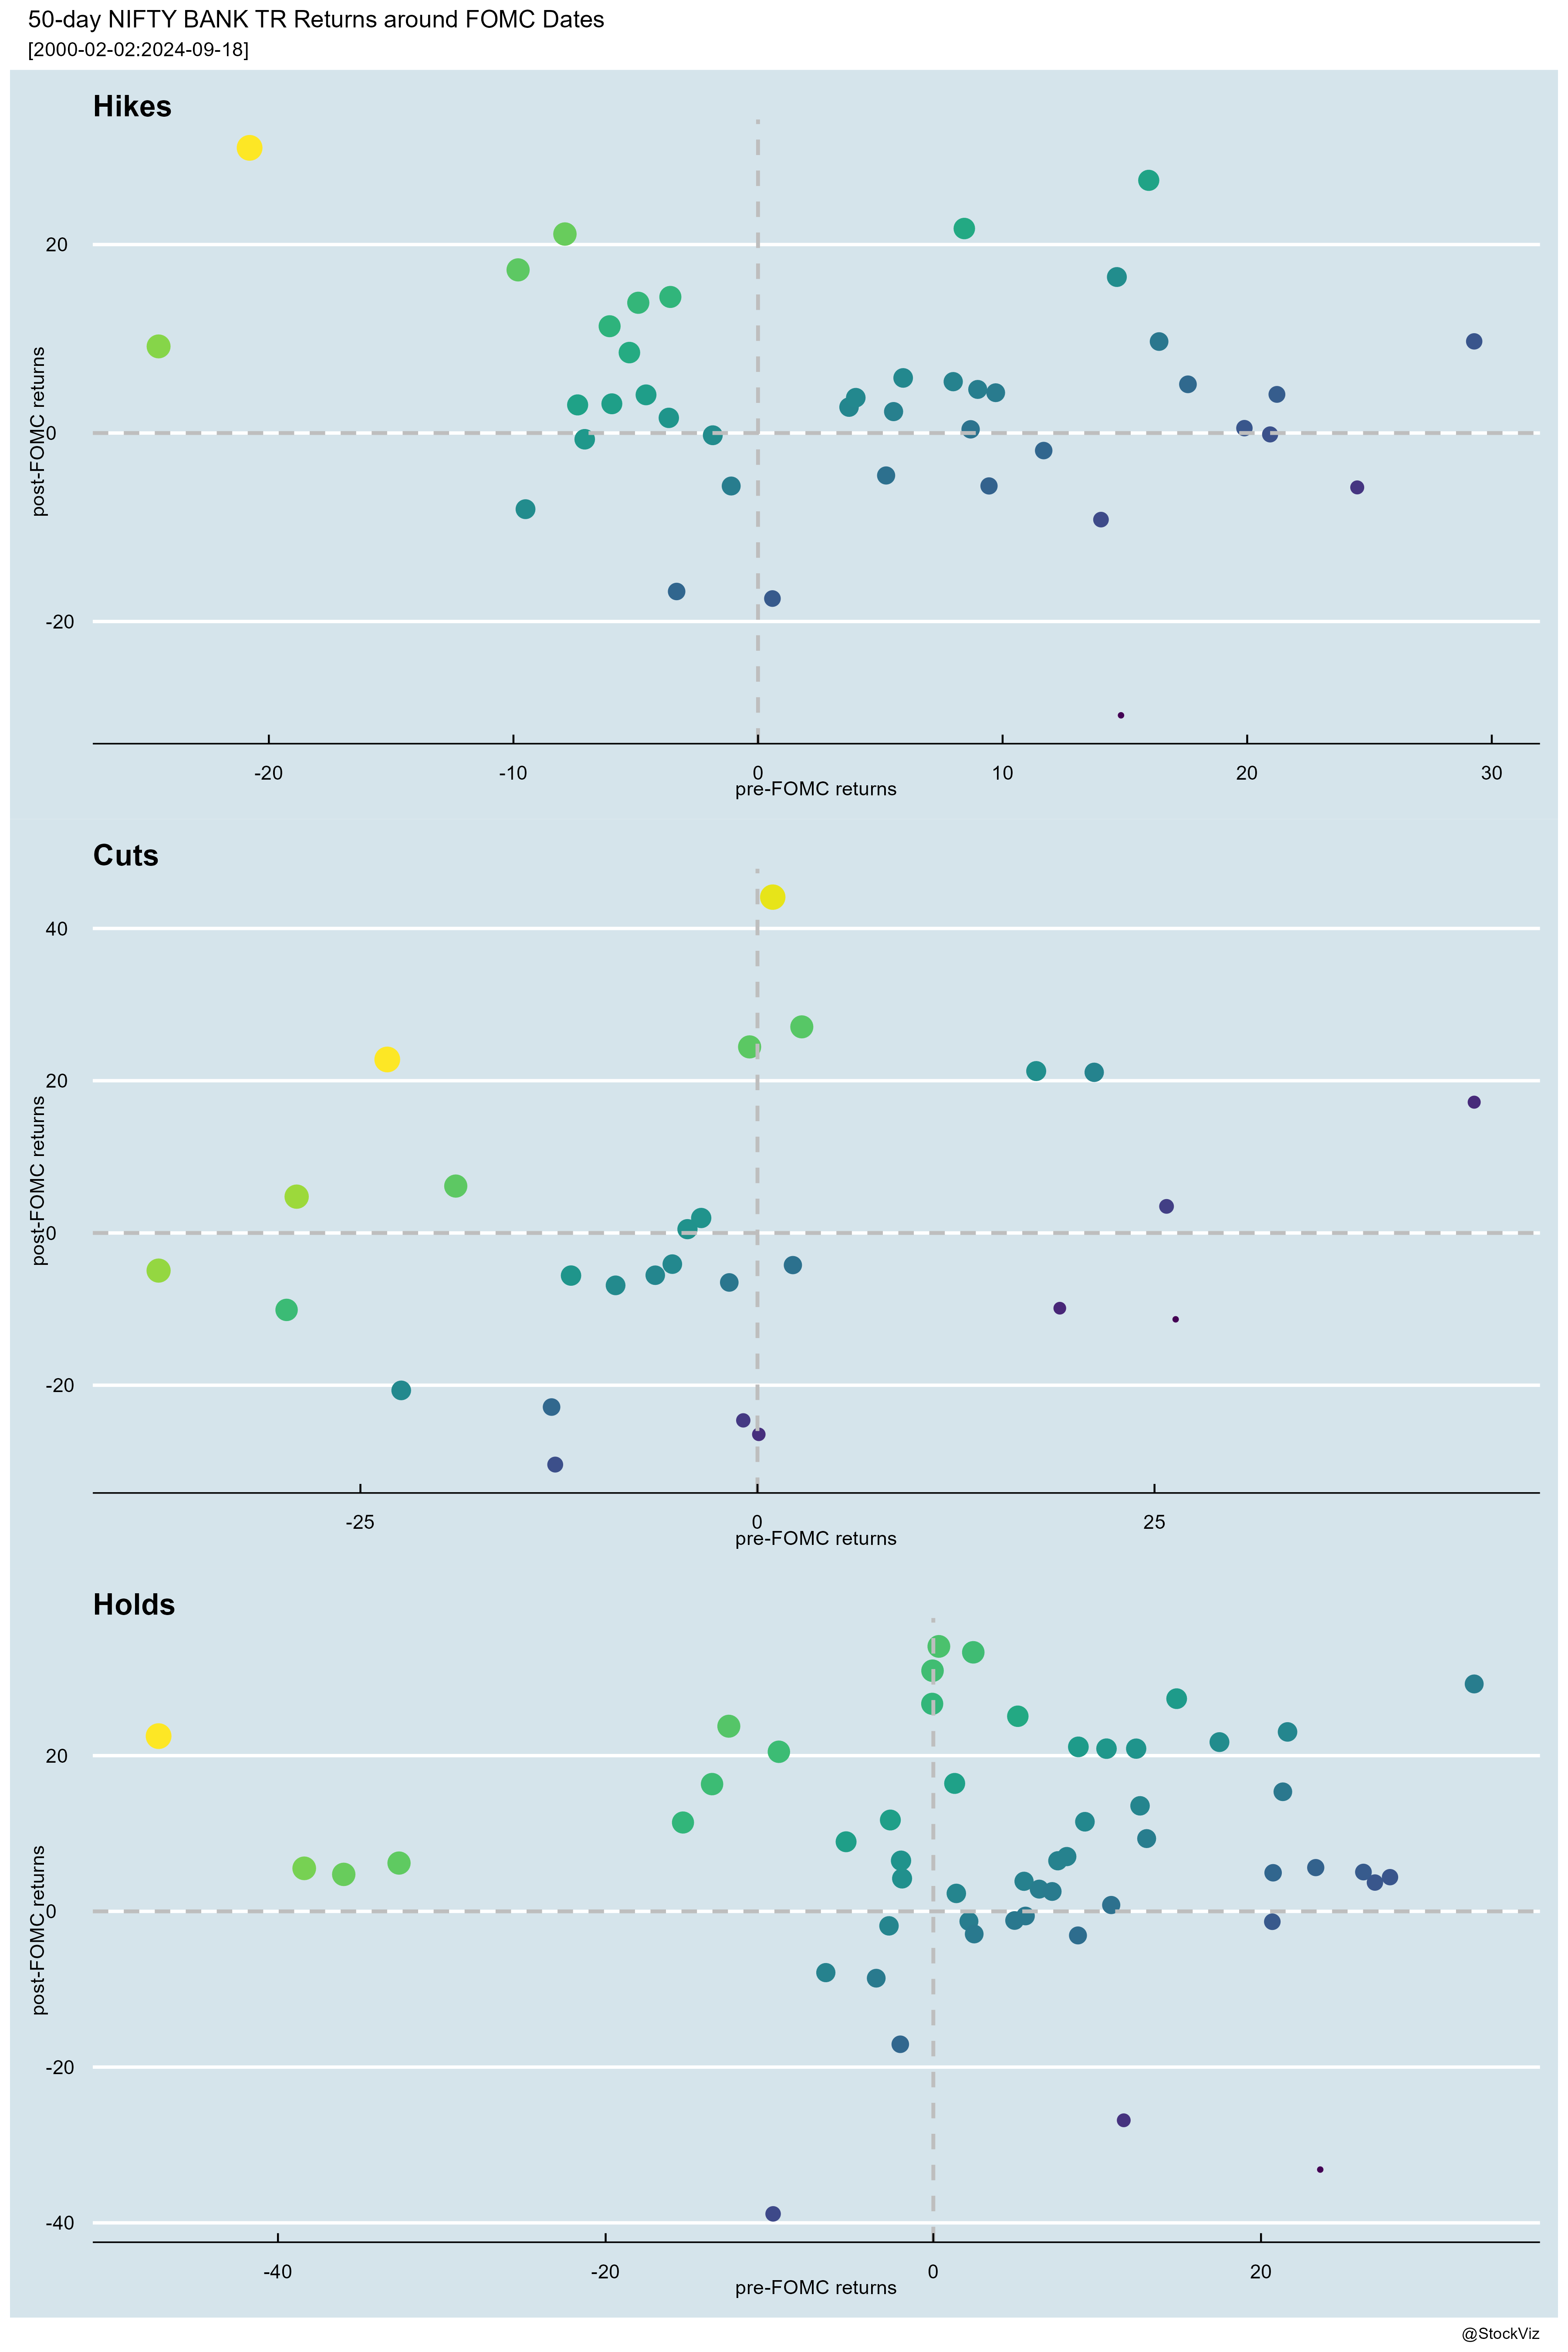 50-day NIFTY BANK TR Returns around FOMC Dates
[2000-02-02:2024-09-18]
Hikes
20
0
-20
post-FOMC returns
-20 -10 0 10 20 30
pre-FOMC returns
Cuts
40
20
0
-20
post-FOMC returns
-25 0 25
pre-FOMC returns
Holds
20
0
-20
-40
post-FOMC returns
-40 -20 0 20
pre-FOMC returns
@StockViz